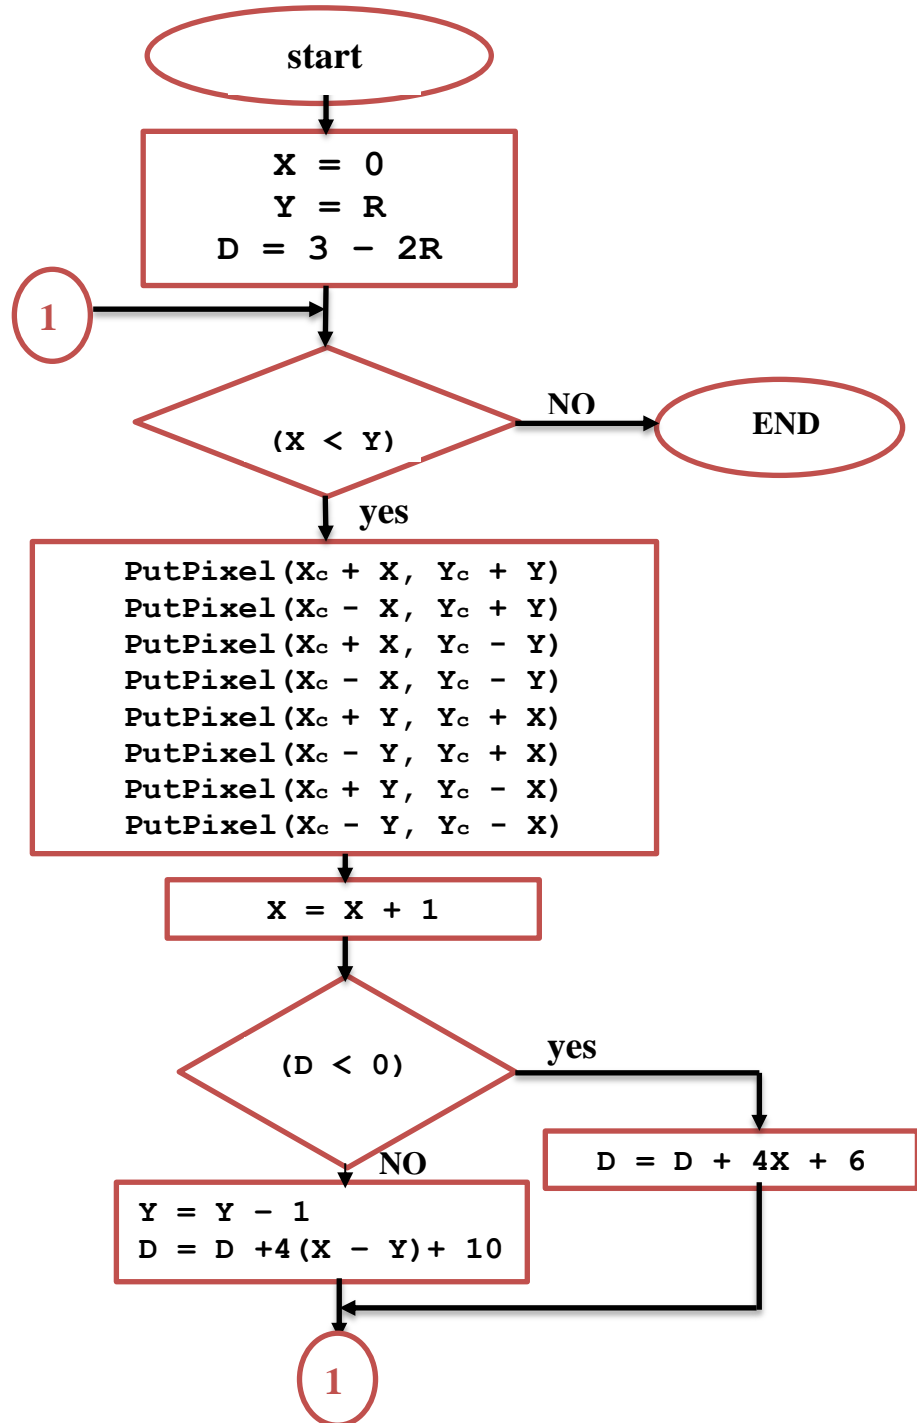 start
X = 0
Y = R
D = 3 – 2R
1
(X < Y)
NO
END
yes
PutPixel(Xc + X, Yc + Y)
PutPixel(Xc - X, Yc + Y)
PutPixel(Xc + X, Yc - Y)
PutPixel(Xc - X, Yc - Y)
PutPixel(Xc + Y, Yc + X)
PutPixel(Xc - Y, Yc + X)
PutPixel(Xc + Y, Yc - X)
PutPixel(Xc - Y, Yc - X)
X = X + 1
(D < 0)
yes
NO
D = D + 4X + 6
Y = Y – 1
D = D +4(X – Y)+ 10
1